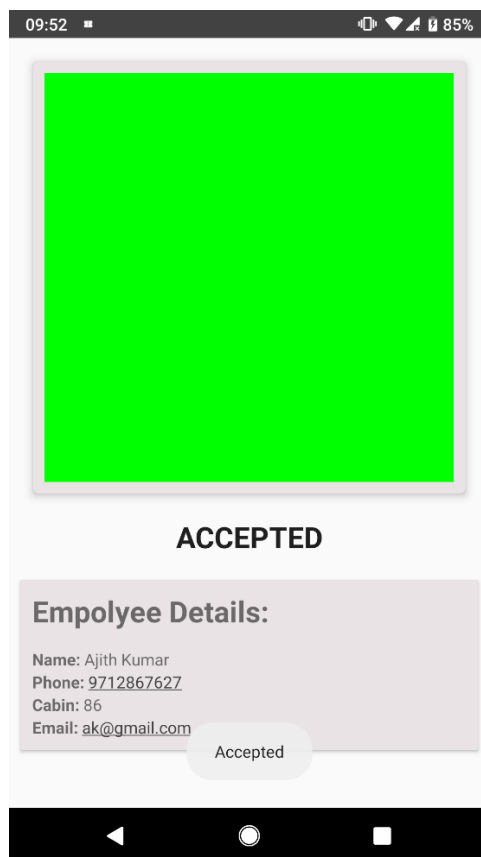 09:52 85%
ACCEPTED
Empolyee Details:
Name: Ajith Kumar
Phone: 9712867627
Cabin: 86
Email: ak@gmail.com
Accepted